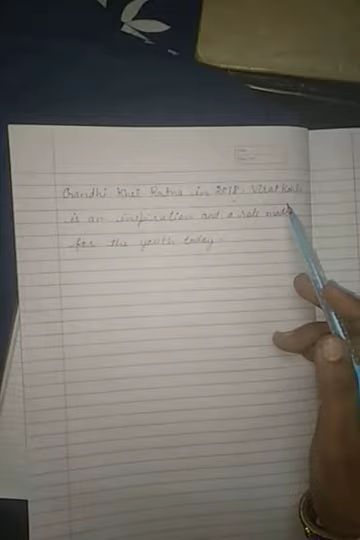 Gandhi Khel Ratna in 2018. Virat Kohli
is an inspiration and a role model
for the youth today.